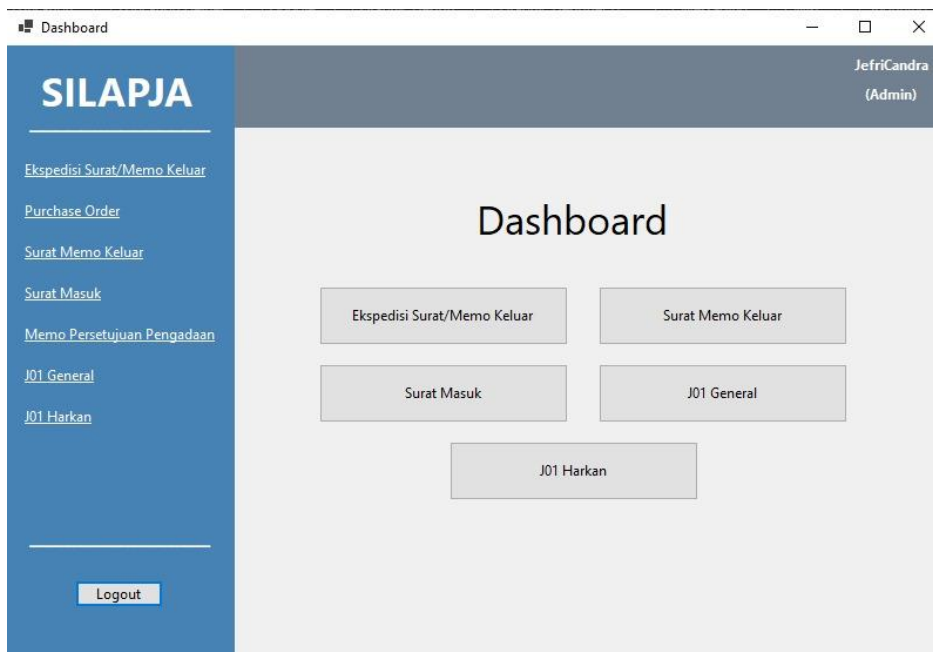 Dashboard
SILAPJA
JefriCandra
(Admin)
Ekspedisi Surat/Memo Keluar
Purchase Order
Surat Memo Keluar
Surat Masuk
Memo Persetujuan Pengadaan
J01 General
J01 Harkan
Logout
Dashboard
Ekspedisi Surat/Memo Keluar
Surat Memo Keluar
Surat Masuk
J01 General
J01 Harkan